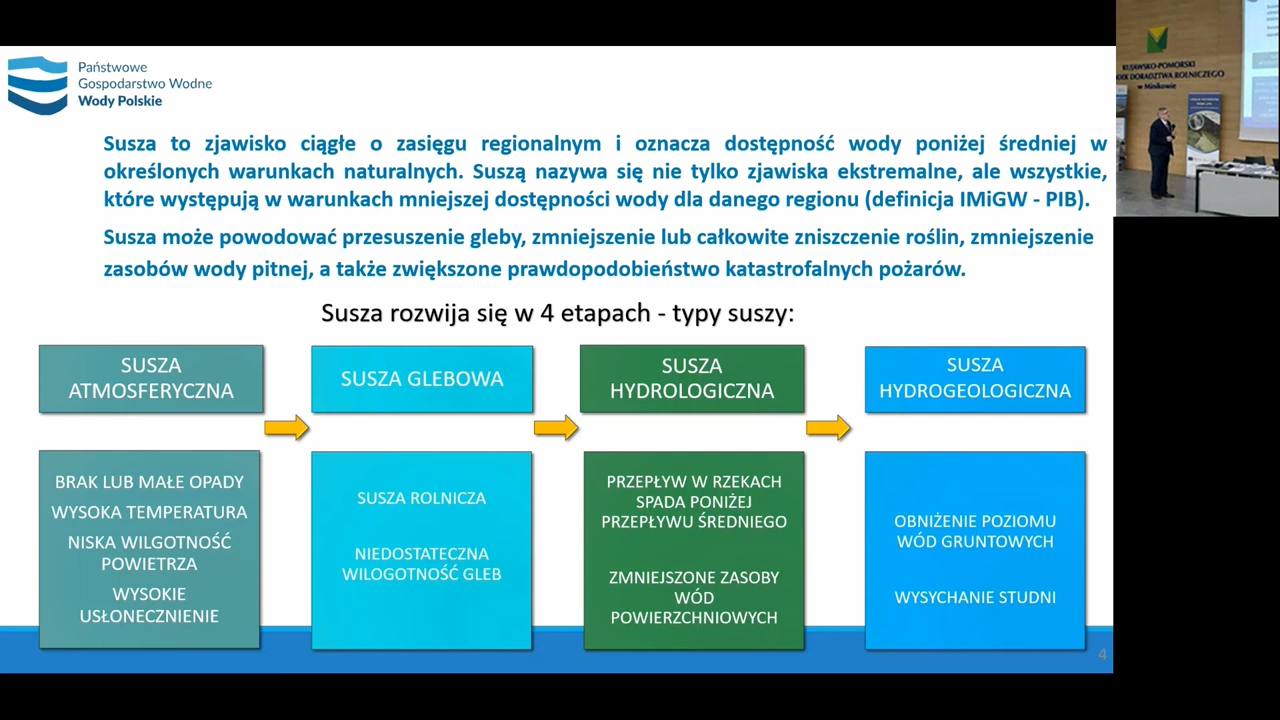 Państwowe
Gospodarstwo Wodne
Wody Polskie
Susza to zjawisko ciągłe o zasięgu regionalnym i oznacza dostępność wody poniżej średniej w
określonych warunkach naturalnych. Suszą nazywa się nie tylko zjawiska ekstremalne, ale wszystkie,
które występują w warunkach mniejszej dostępności wody dla danego regionu (definicja IMiGW - PIB).
Susza może powodować przesuszenie gleby, zmniejszenie lub całkowite zniszczenie roślin, zmniejszenie
zasobów wody pitnej, a także zwiększone prawdopodobieństwo katastrofalnych pożarów.
Susza rozwija się w 4 etapach - typy suszy:
SUSZA
ATMOSFERYCZNA
BRAK LUB MAŁE OPADY
WYSOKA TEMPERATURA
NISKA WILGOTNOŚĆ
POWIETRZA
WYSOKIE
USŁONECZNIENIE
SUSZA GLEBOWA
SUSZA ROLNICZA
NIEDOSTATECZNA
WILOGOTNOŚĆ GLEB
SUSZA
HYDROLOGICZNA
PRZEPŁYW W RZEKACH
SPADA PONIŻEJ
PRZEPŁYWU ŚREDNIEGO
ZMNIEJSZONE ZASOBY
WÓD
POWIERZCHNIOWYCH
SUSZA
HYDROGEOLOGICZNA
OBNIŻENIE POZIOMU
WÓD GRUNTOWYCH
WYSYCHANIE STUDNI
4
KUJAWSKO-POMORSKI
DORADZTWA ROLNICZEGO
w Minikowie